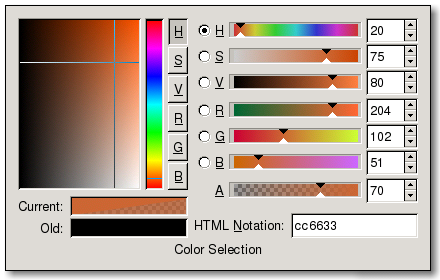 H H 20
S S 75
V V 80
R R 204
G G 102
B B 51
A 70
Current:
Old:
HTML Notation: cc6633
Color Selection